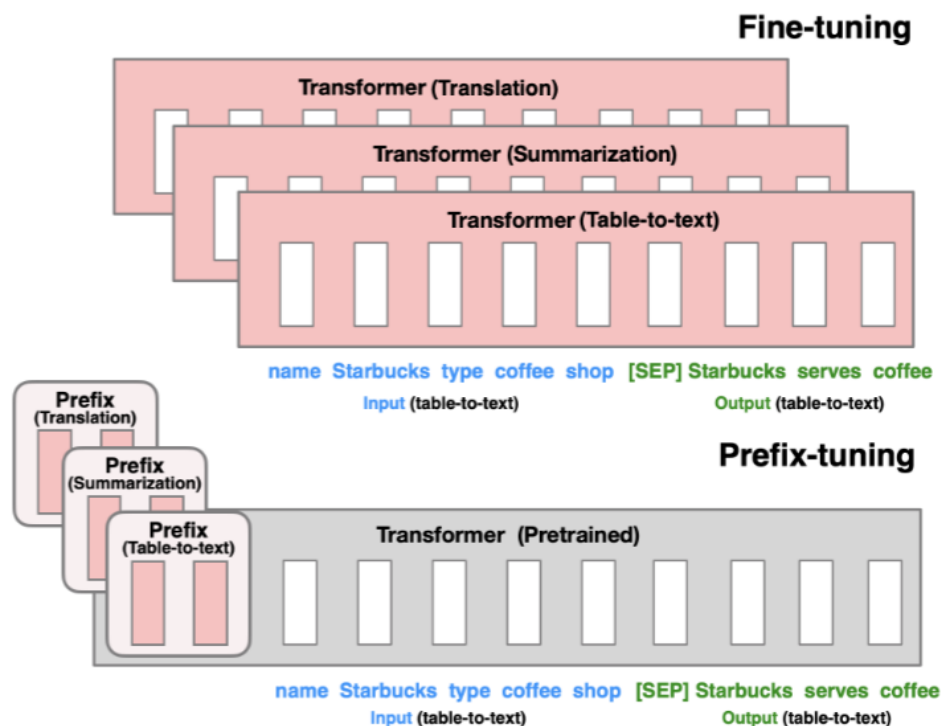 Fine-tuning
Transformer (Translation)
Transformer (Summarization)
Transformer (Table-to-text)
name Starbucks type coffee shop [SEP] Starbucks serves coffee
Input (table-to-text) Output (table-to-text)
Prefix-tuning
Prefix
(Translation)
Prefix
(Summarization)
Prefix
(Table-to-text)
Transformer (Pretrained)
name Starbucks type coffee shop [SEP] Starbucks serves coffee
Input (table-to-text) Output (table-to-text)